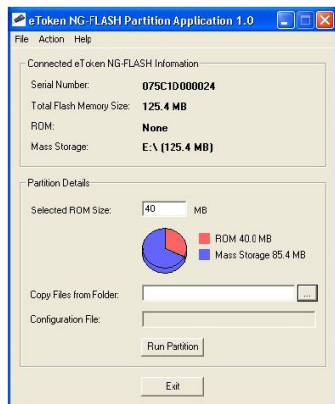 eToken NG-FLASH Partition Application 1.0
File Action Help
Connected eToken NG-FLASH Information
Serial Number: 075C1D000024
Total Flash Memory Size: 125.4 MB
ROM: None
Mass Storage: E:\ (125.4 MB)
Partition Details
Selected ROM Size: 40 MB
ROM 40.0 MB
Mass Storage 85.4 MB
Copy Files from Folder: ...
Configuration File:
Run Partition
Exit